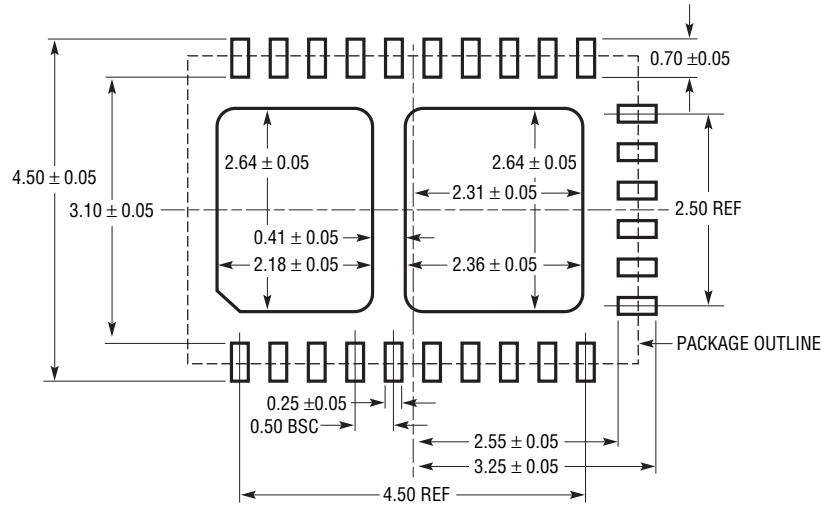 0.70 ±0.05
2.64 ± 0.05
2.64 ± 0.05
4.50 ± 0.05
2.31 ± 0.05
3.10 ± 0.05
2.50 REF
0.41 ± 0.05
2.18 ± 0.05
2.36 ± 0.05
PACKAGE OUTLINE
0.25 ±0.05
0.50 BSC
2.55 ± 0.05
3.25 ± 0.05
4.50 REF